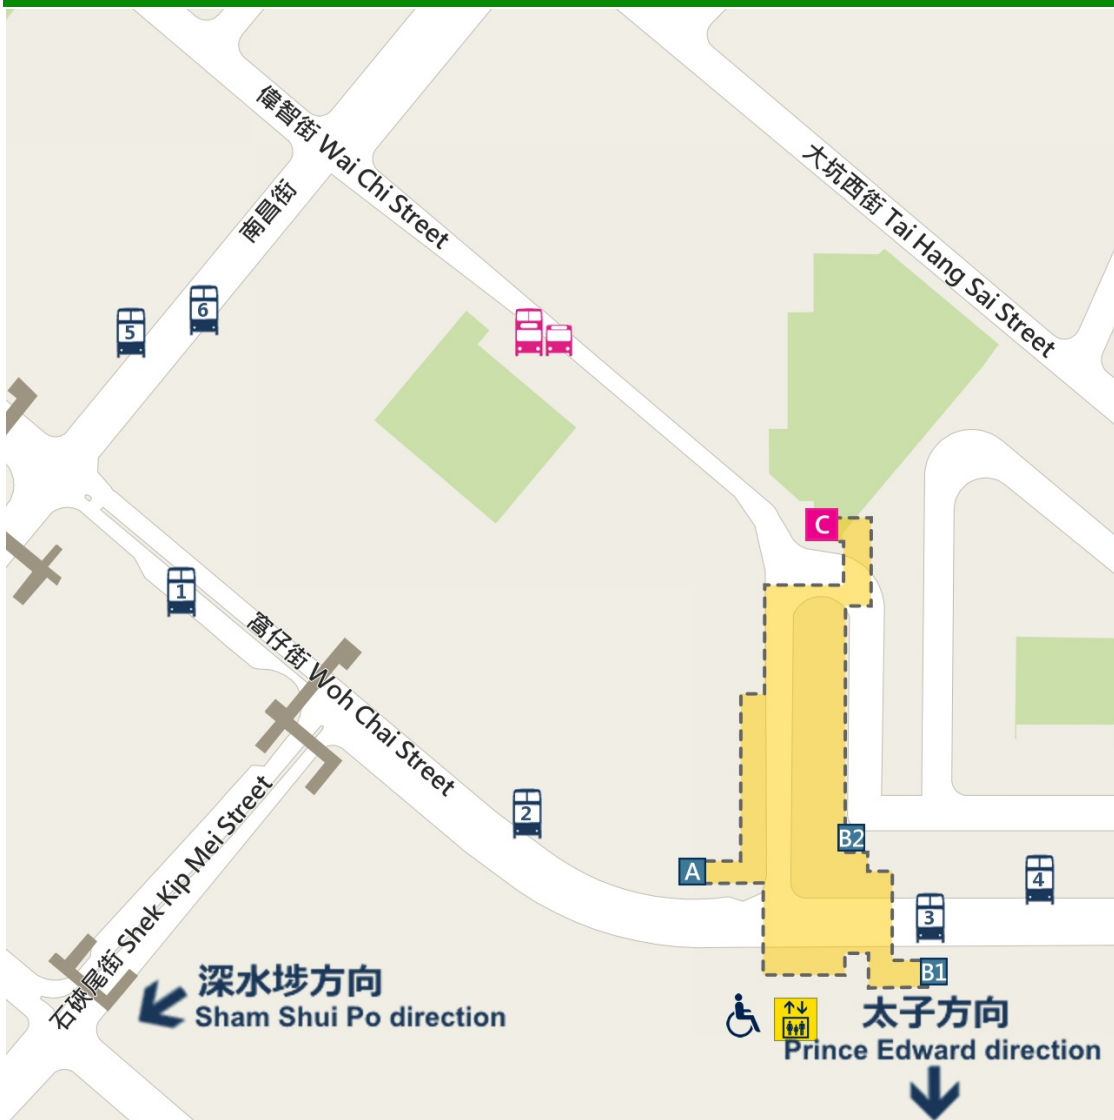 偉智街 Wai Chi Street
大坑西街 Tai Hang Sai Street
南昌街
6
5
C
1
窩仔街 Woh Chai Street
2
B2
A
4
3
石硤尾街 Shek Kip Mei Street
B1
深水埗方向
Sham Shui Po direction
太子方向
Prince Edward direction